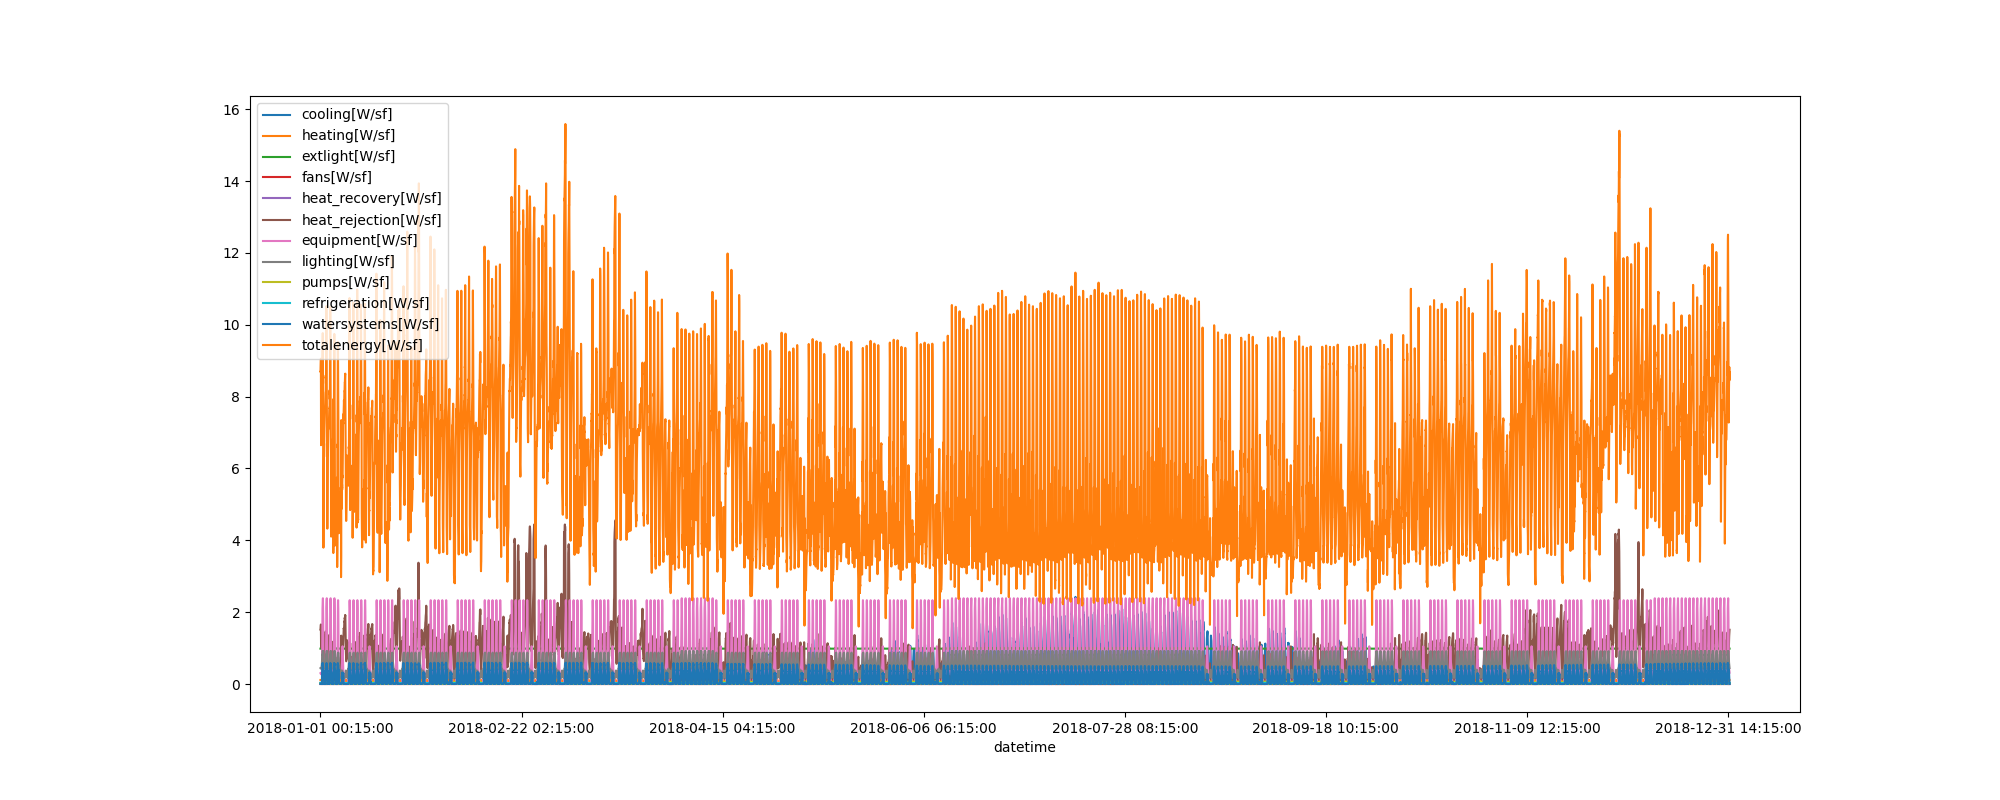 16
14
12
10
8
6
4
2
0
cooling[W/sf]
heating[W/sf]
extlight[W/sf]
fans[W/sf]
heat_recovery[W/sf]
heat_rejection[W/sf]
equipment[W/sf]
lighting[W/sf]
pumps[W/sf]
refrigeration[W/sf]
watersystems[W/sf]
totalenergy[W/sf]
2018-01-01 00:15:00 2018-02-22 02:15:00 2018-04-15 04:15:00 2018-06-06 06:15:00 2018-07-28 08:15:00 2018-09-18 10:15:00 2018-11-09 12:15:00 2018-12-31 14:15:00
datetime